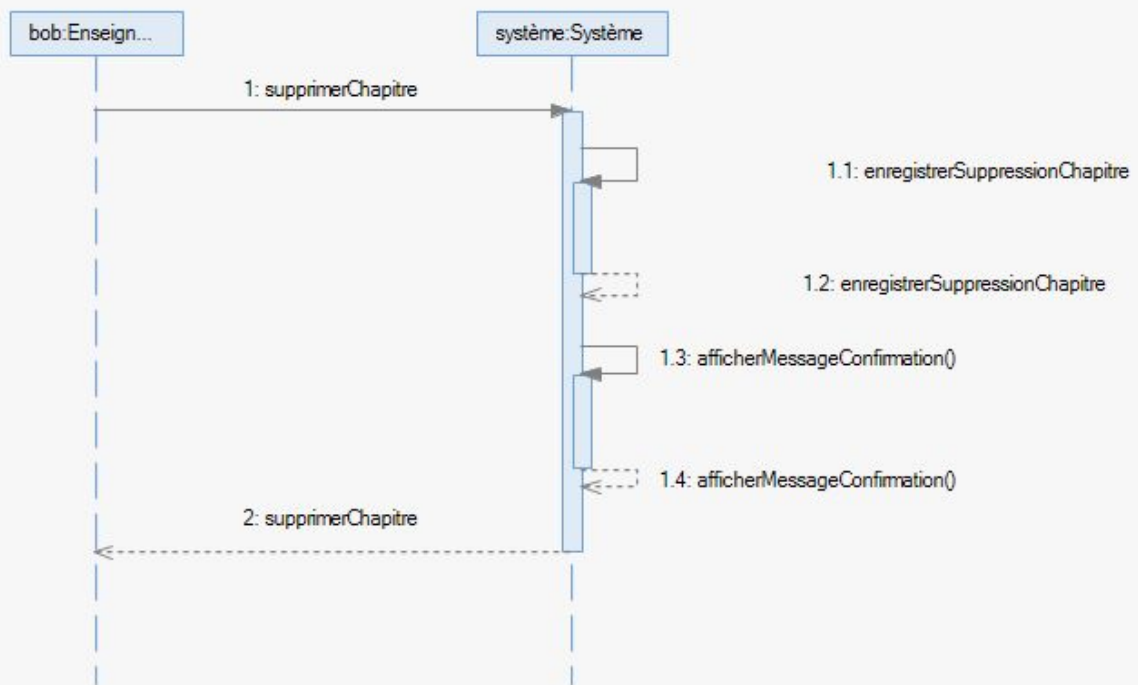 bob:Enseign...
système:Système
1: supprimerChapitre
1.1: enregistrerSuppressionChapitre
1.2: enregistrerSuppressionChapitre
1.3: afficherMessageConfirmation()
1.4: afficherMessageConfirmation()
2: supprimerChapitre